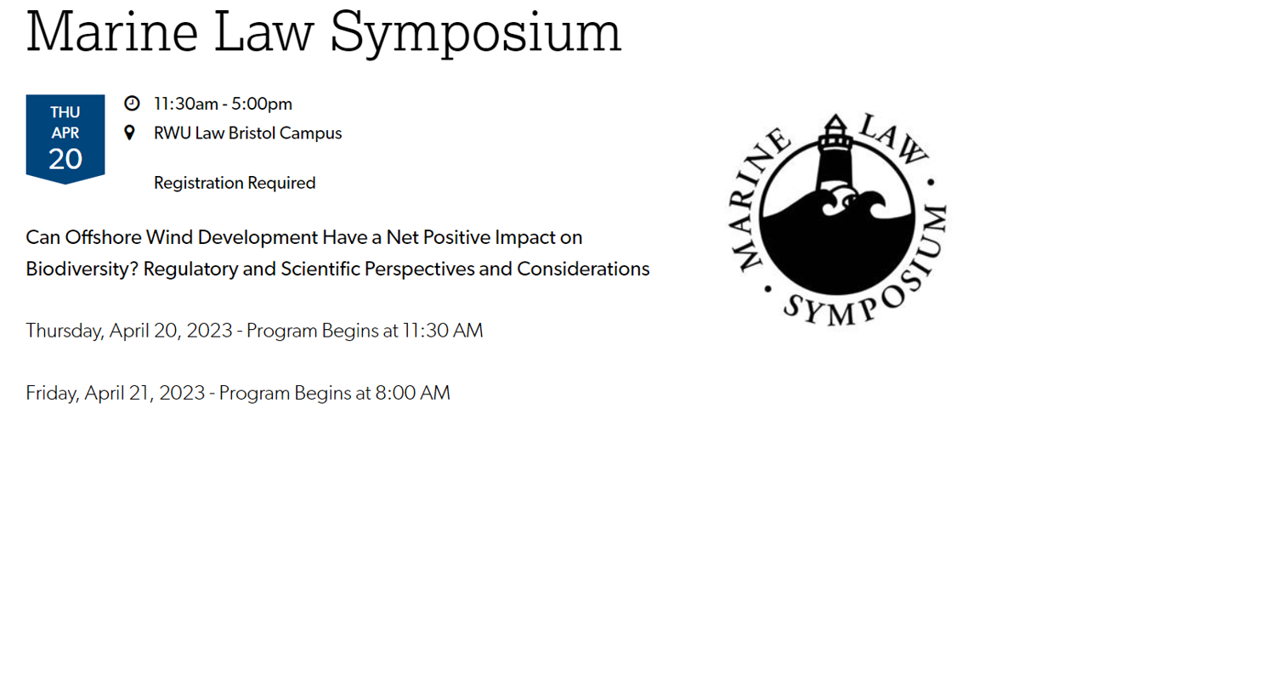 Marine Law Symposium
THU
APR
20
11:30am - 5:00pm
RWU Law Bristol Campus
Registration Required
Can Offshore Wind Development Have a Net Positive Impact on
Biodiversity? Regulatory and Scientific Perspectives and Considerations
Thursday, April 20, 2023 - Program Begins at 11:30 AM
Friday, April 21, 2023 - Program Begins at 8:00 AM
MARINE LAW • SYMPOSIUM •